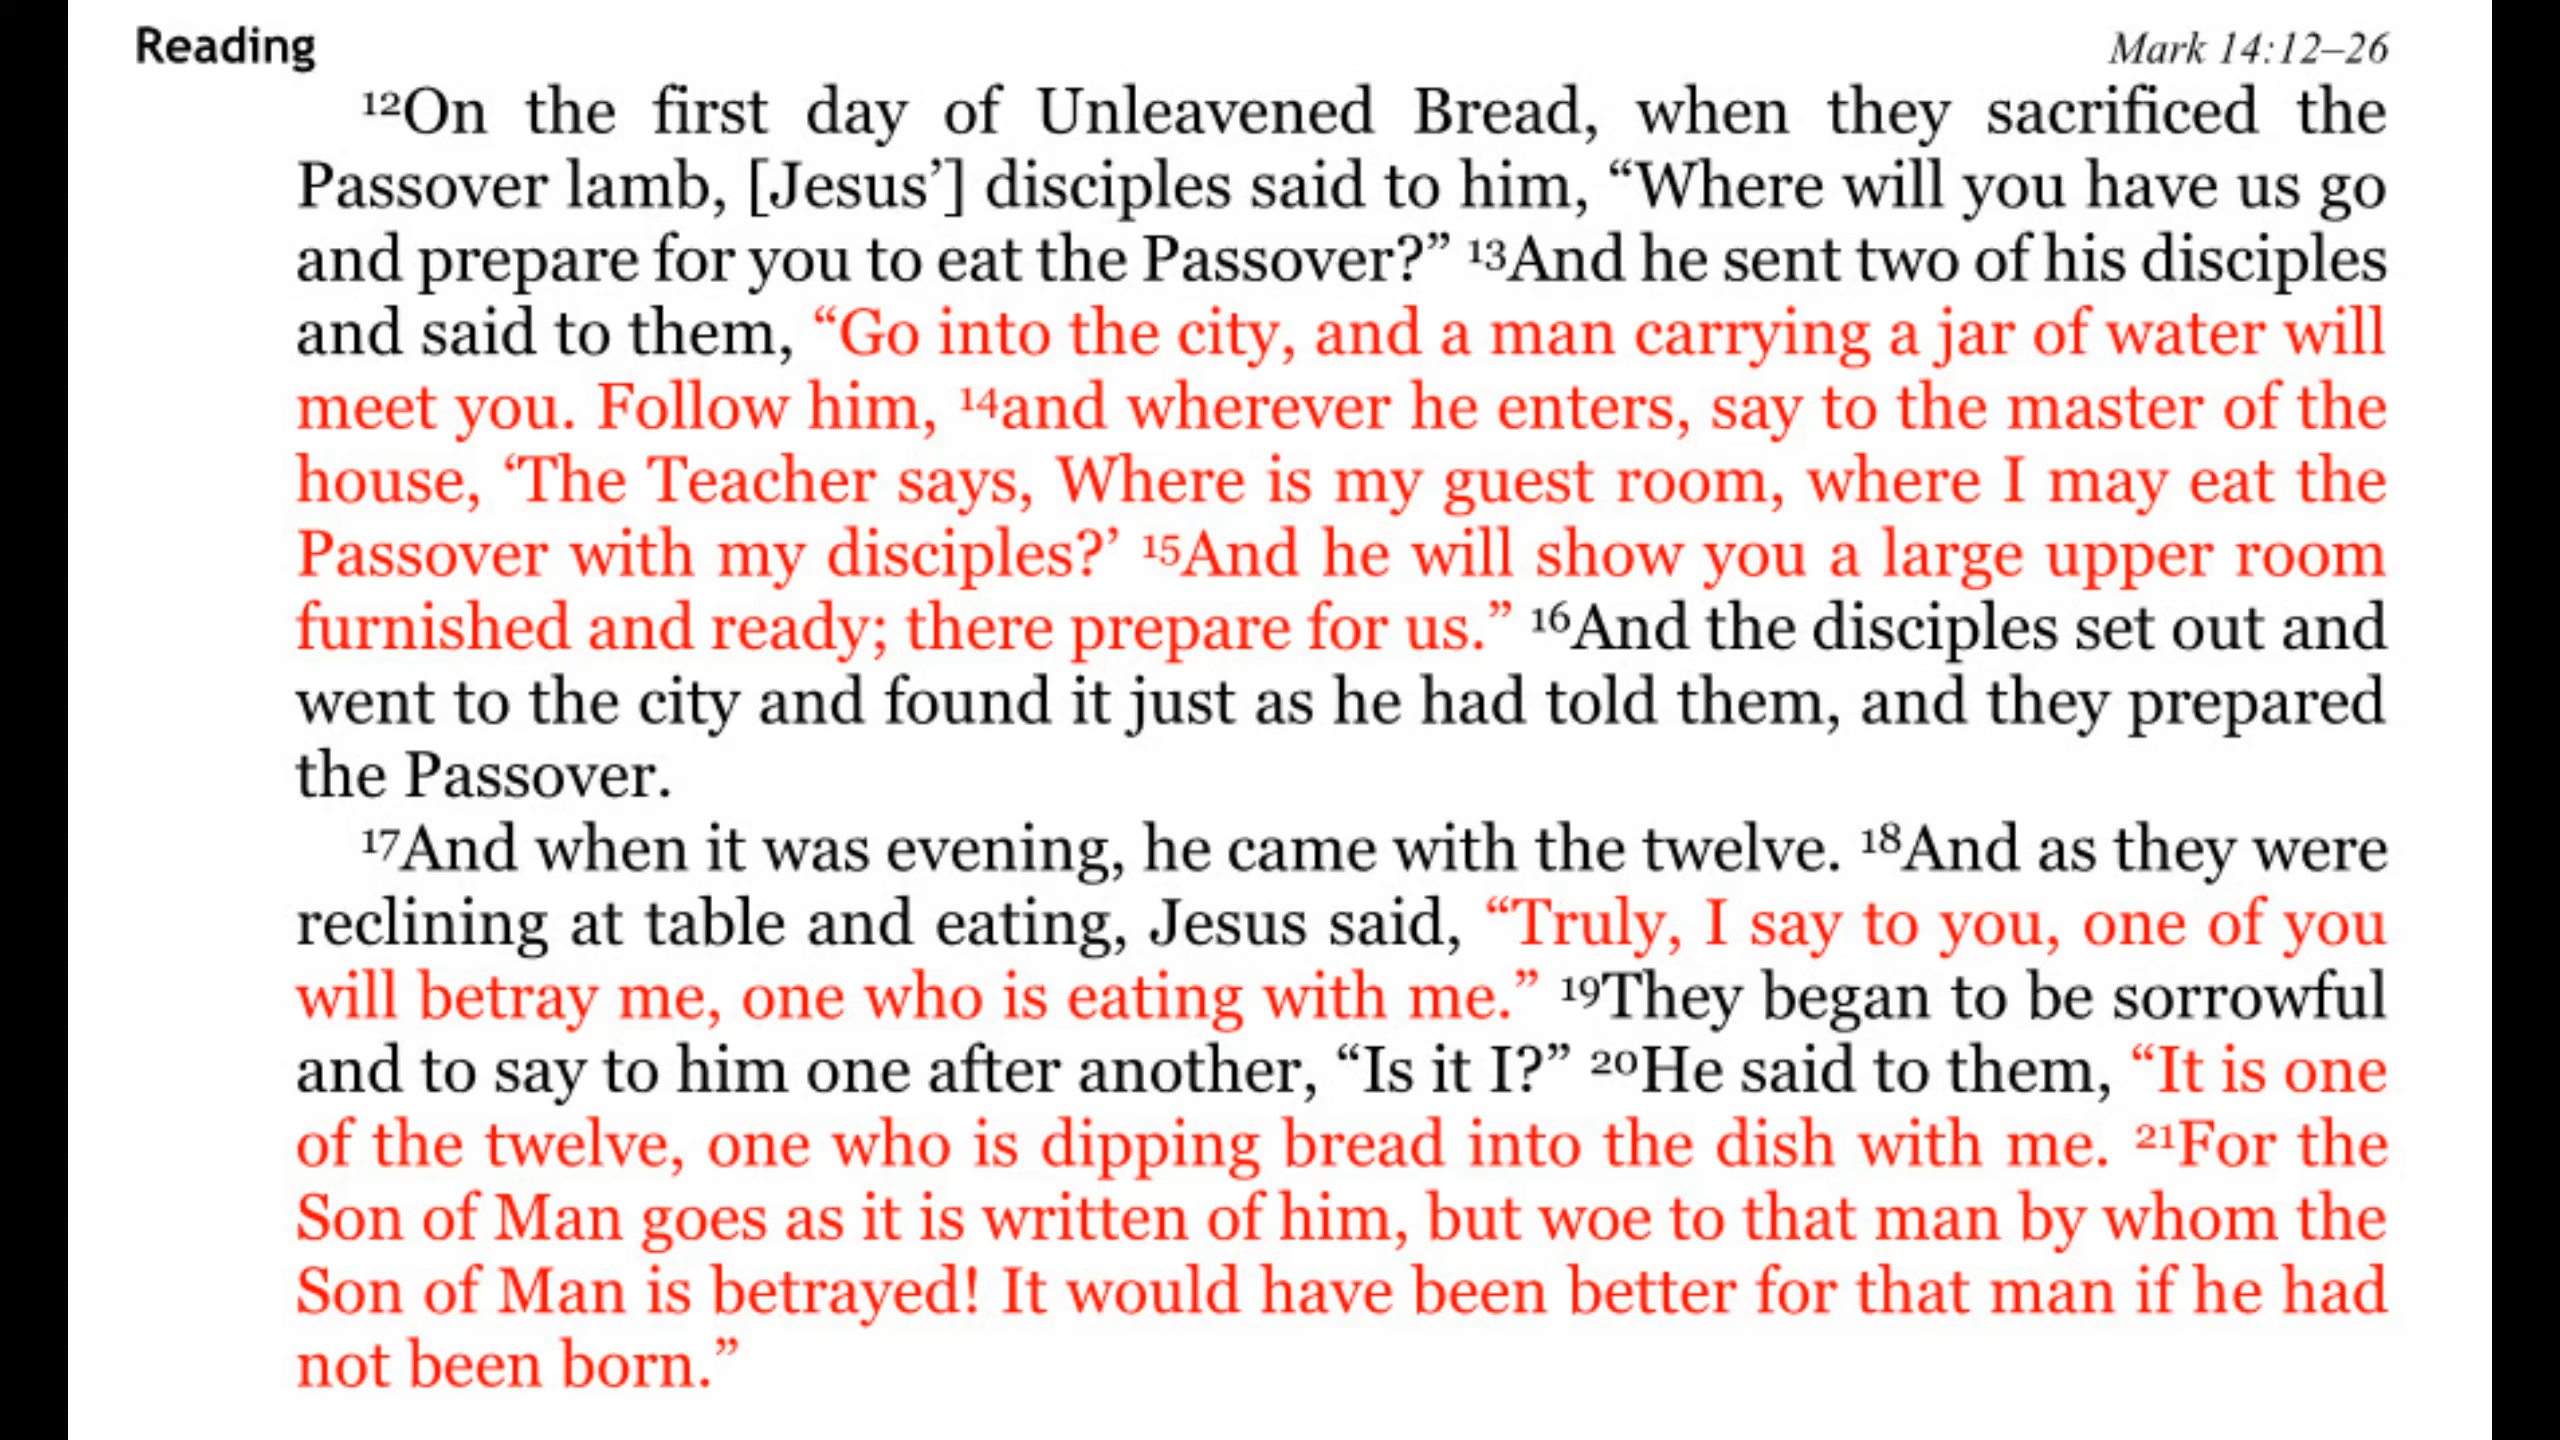 Reading
Mark 14:12–26
¹²On the first day of Unleavened Bread, when they sacrificed the
Passover lamb, [Jesus’] disciples said to him, “Where will you have us go
and prepare for you to eat the Passover?” ¹³And he sent two of his disciples
and said to them, “Go into the city, and a man carrying a jar of water will
meet you. Follow him, ¹⁴and wherever he enters, say to the master of the
house, ‘The Teacher says, Where is my guest room, where I may eat the
Passover with my disciples?’ ¹⁵And he will show you a large upper room
furnished and ready; there prepare for us.” ¹⁶And the disciples set out and
went to the city and found it just as he had told them, and they prepared
the Passover.
¹⁷And when it was evening, he came with the twelve. ¹⁸And as they were
reclining at table and eating, Jesus said, “Truly, I say to you, one of you
will betray me, one who is eating with me.” ¹⁹They began to be sorrowful
and to say to him one after another, “Is it I?” ²⁰He said to them, “It is one
of the twelve, one who is dipping bread into the dish with me. ²¹For the
Son of Man goes as it is written of him, but woe to that man by whom the
Son of Man is betrayed! It would have been better for that man if he had
not been born.”